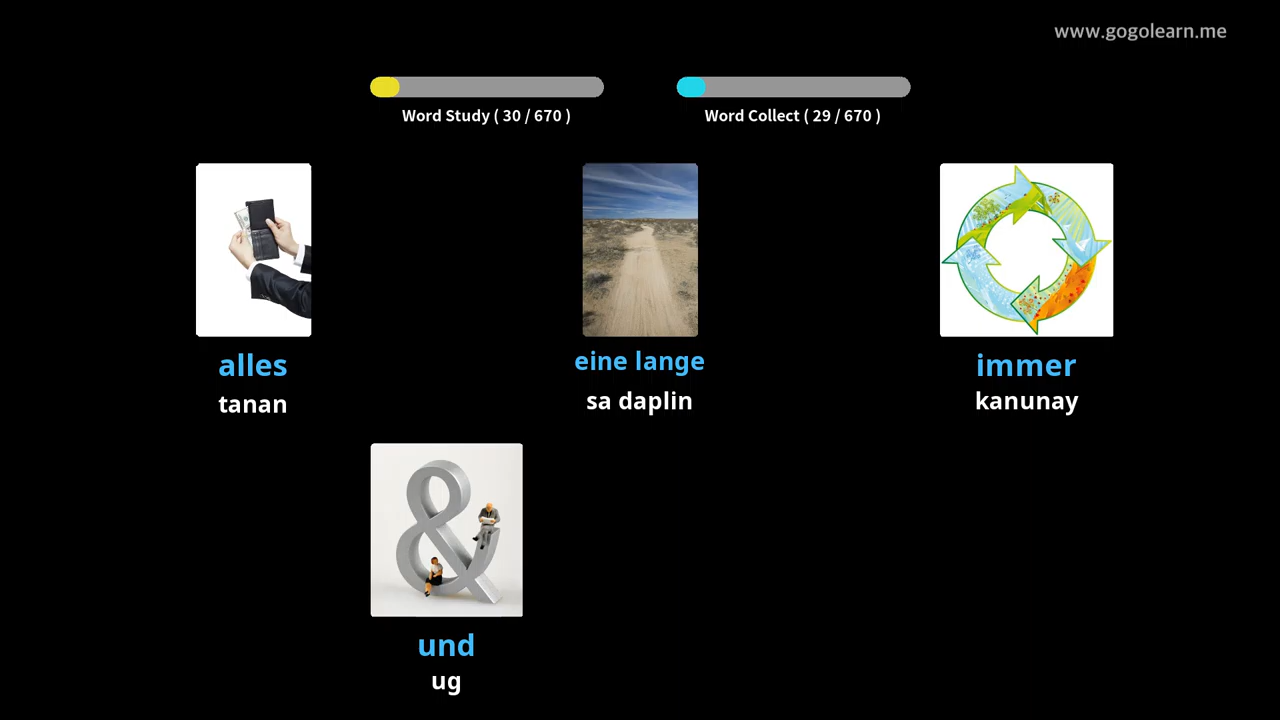 www.gogolearn.me
Word Study ( 30 / 670 )
Word Collect ( 29 / 670 )
alles
tanan
eine lange
sa daplin
immer
kanunay
und
ug